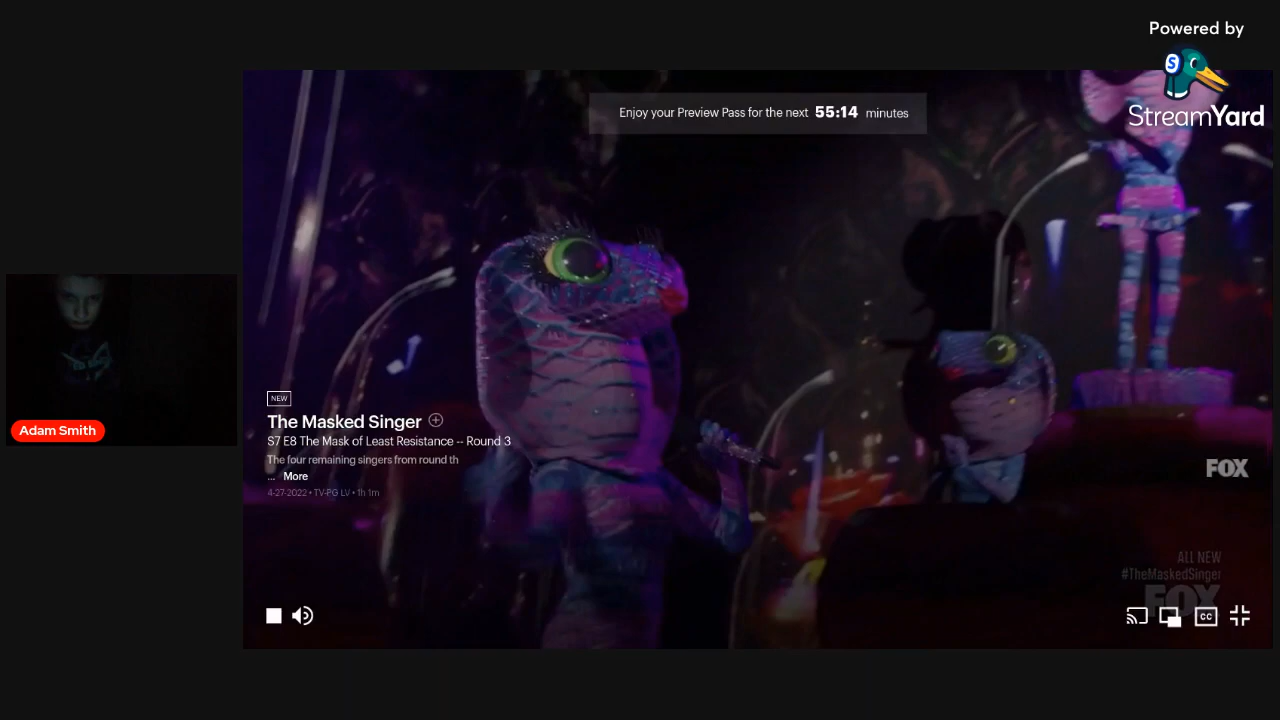 Powered by
S
StreamYard
Enjoy your Preview Pass for the next 55:14 minutes
NEW
The Masked Singer
S7 E8 The Mask of Least Resistance -- Round 3
The four remaining singers from round th
... More
4-27-2022 • TV-PG LV • 1h 1m
Adam Smith
FOX
ALL NEW
#TheMaskedSinger
FOX
CC